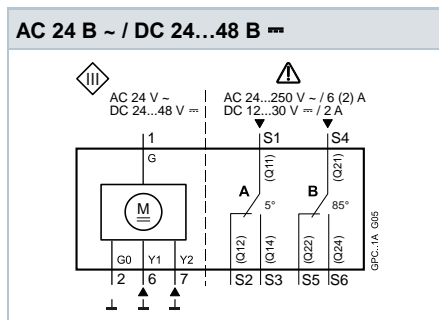 AC 24 В ~ / DC 24...48 В ⎓
III
AC 24 V ~
DC 24...48 V ⎓
AC 24...250 V ~ / 6 (2) A
DC 12...30 V ⎓ / 2 A
1
S1
S4
G
(Q11)
(Q21)
A
B
M
5°
85°
G0
Y1
Y2
(Q12)
(Q14)
(Q22)
(Q24)
2
6
7
S2
S3
S5
S6
GPC..1A G05